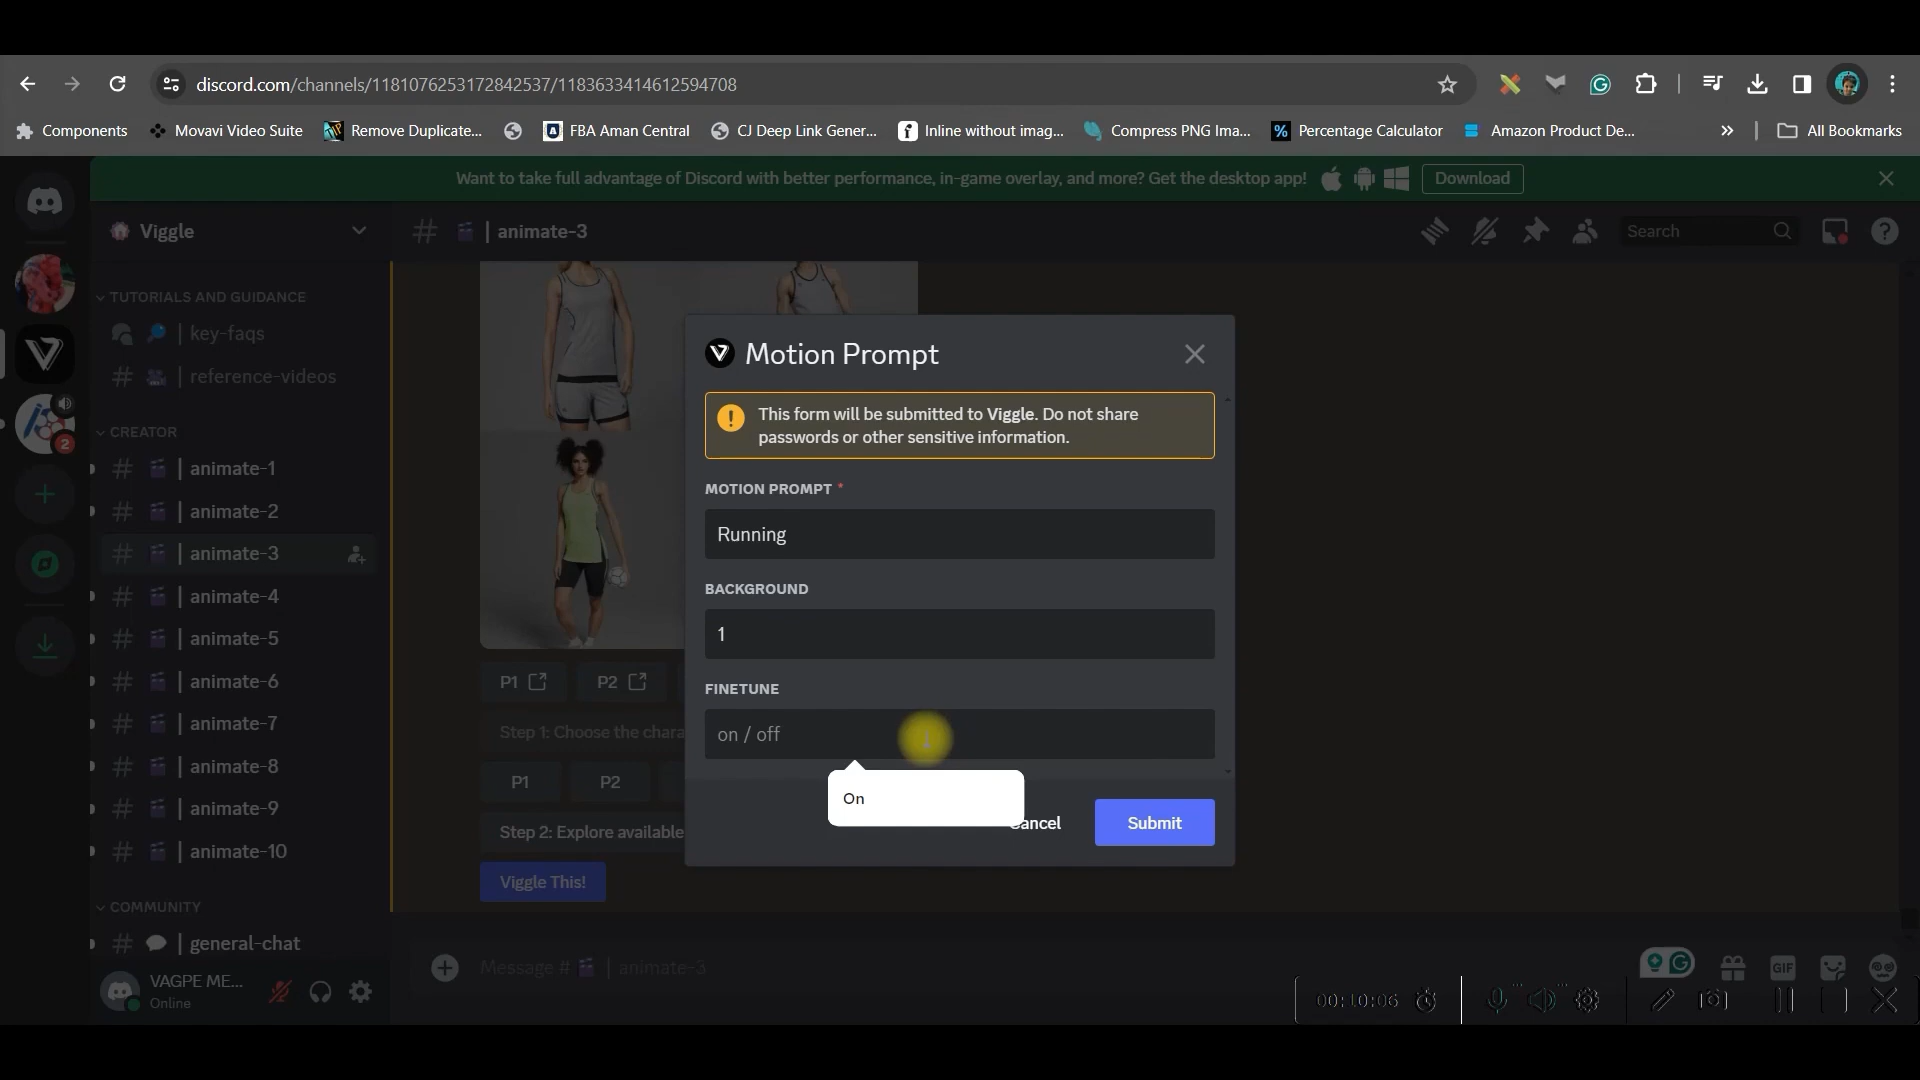 discord.com/channels/1181076253172842537/1183633414612594708
Components
Movavi Video Suite
Remove Duplicate...
FBA Aman Central
CJ Deep Link Gener...
Inline without imag...
Compress PNG Ima...
Percentage Calculator
Amazon Product De...
All Bookmarks
Want to take full advantage of Discord with better performance, in-game overlay, and more? Get the desktop app!
Download
Viggle
| animate-3
Search
TUTORIALS AND GUIDANCE
| key-faqs
| reference-videos
CREATOR
| animate-1
| animate-2
| animate-3
| animate-4
| animate-5
| animate-6
| animate-7
| animate-8
| animate-9
| animate-10
COMMUNITY
| general-chat
VAGPE ME...
Online
2
Motion Prompt
This form will be submitted to Viggle. Do not share
passwords or other sensitive information.
MOTION PROMPT *
Running
BACKGROUND
1
FINETUNE
on / off
On
Cancel
Submit
P1
P2
Step 1: Choose the chara
P1
P2
Step 2: Explore available
Viggle This!
Message # | animate-3
GIF
00:10:06